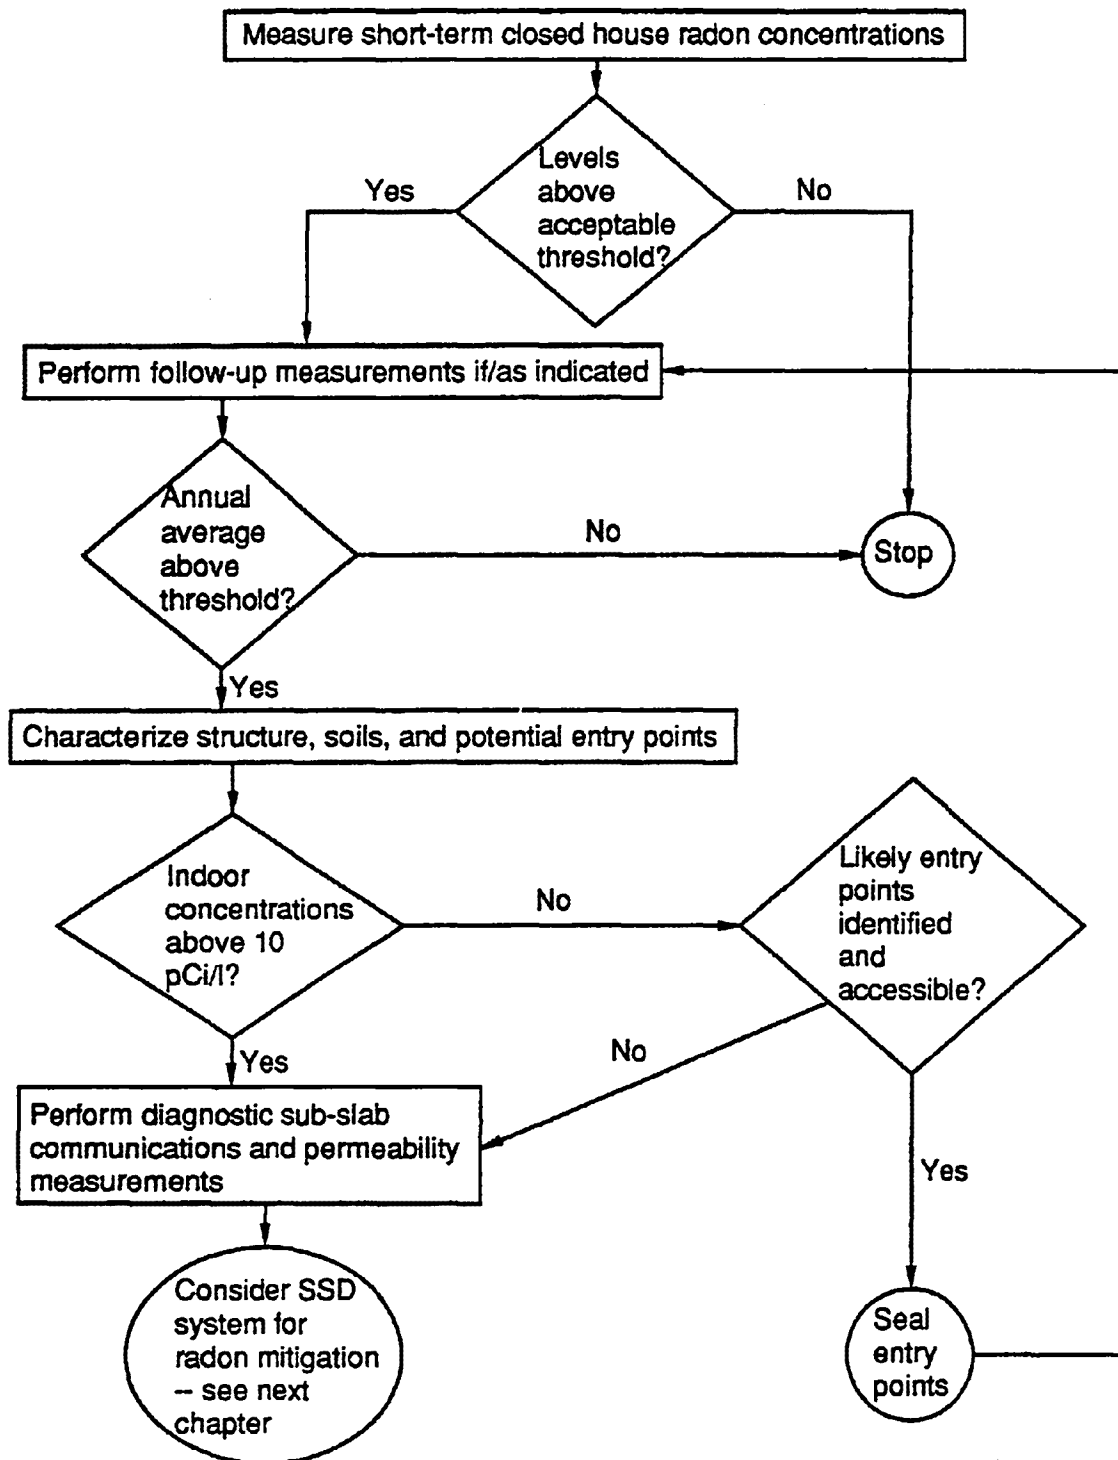 Measure short-term closed house radon concentrations
Levels
above
acceptable
threshold?
Yes
No
Perform follow-up measurements if/as indicated
Annual
average
above
threshold?
No
Stop
Yes
Characterize structure, soils, and potential entry points
Indoor
concentrations
above 10
pCi/l?
No
Likely entry
points
identified
and
accessible?
Yes
No
Perform diagnostic sub-slab
communications and permeability
measurements
Yes
Consider SSD
system for
radon mitigation
-- see next
chapter
Seal
entry
points